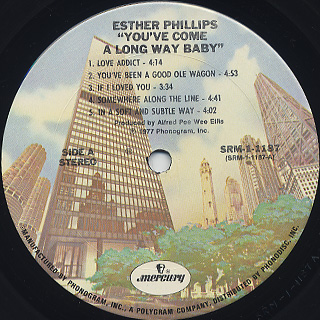 ESTHER PHILLIPS
"YOU'VE COME
A LONG WAY BABY"
1. LOVE ADDICT - 4:14
2. YOU'VE BEEN A GOOD OLE WAGON - 4:53
3. IF I LOVED YOU - 3:34
4. SOMEWHERE ALONG THE LINE - 4:41
5. IN A SOFT AND SUBTLE WAY - 4:02
Produced by Alfred Pee Wee Ellis
1977 Phonogram, Inc.
SIDE A
STEREO
SRM-1-1187
(SRM-1-1187-A)
mercury
MANUFACTURED BY PHONOGRAM, INC., A POLYGRAM COMPANY, DISTRIBUTED BY PHONODISC, INC.